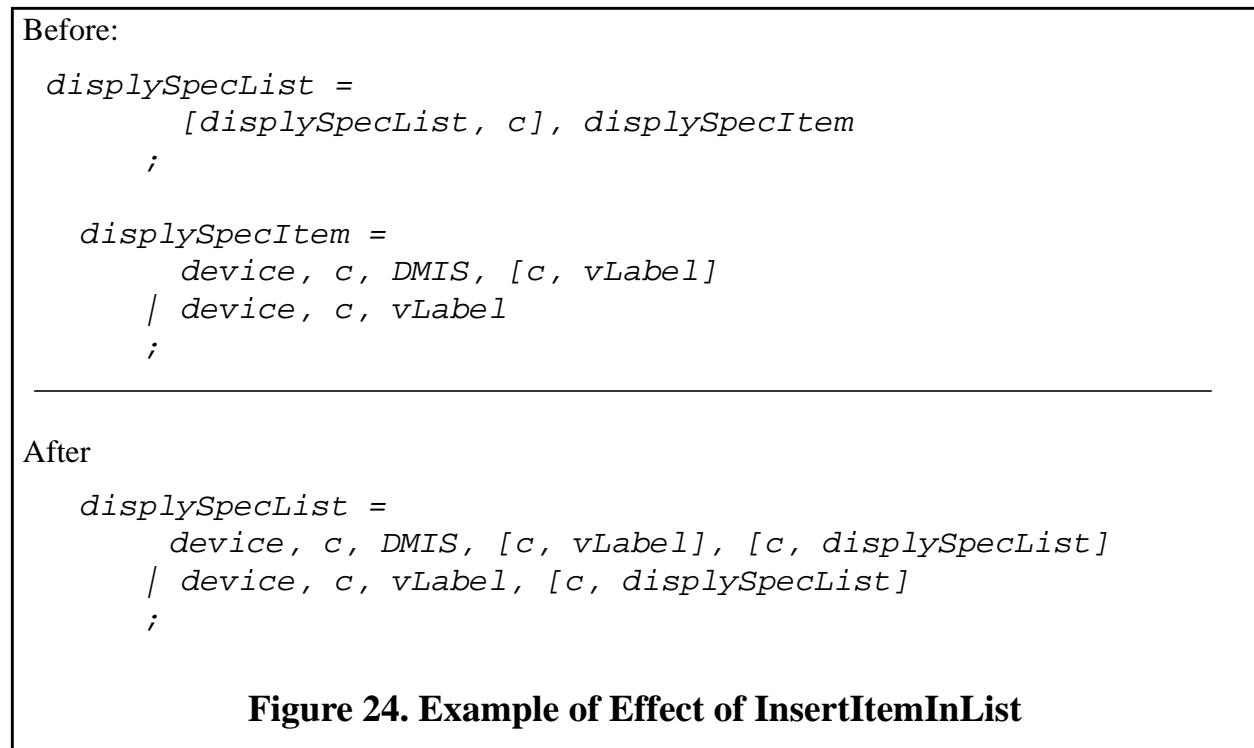 Before:
displySpecList =
[displySpecList, c], displySpecItem
;
displySpecItem =
device, c, DMIS, [c, vLabel]
| device, c, vLabel
;
After
displySpecList =
device, c, DMIS, [c, vLabel], [c, displySpecList]
| device, c, vLabel, [c, displySpecList]
;
Figure 24. Example of Effect of InsertItemInList